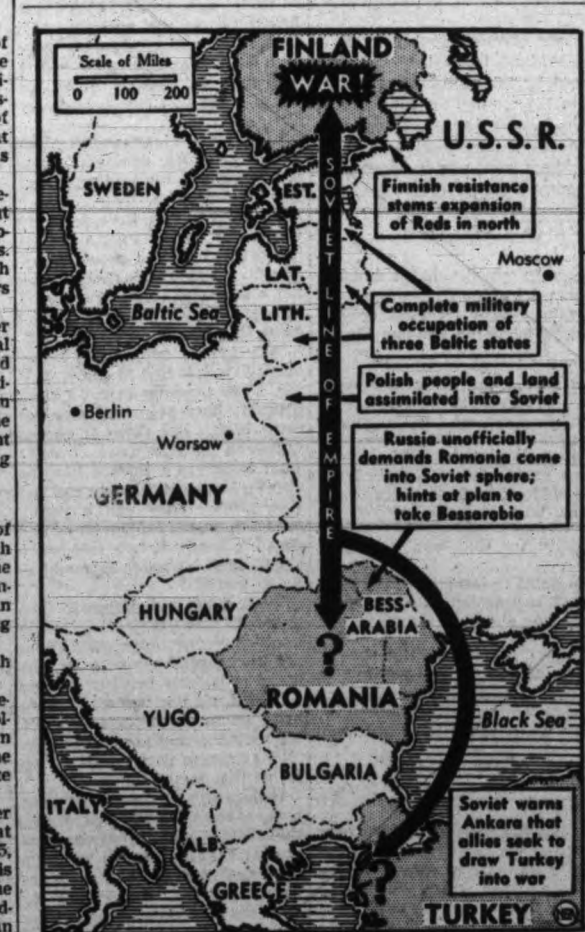 Scale of Miles
0 100 200
FINLAND
WAR!
U.S.S.R.
SWEDEN
EST.
Finnish resistance
stems expansion
of Reds in north
Moscow
LAT.
Baltic Sea
LITH.
Complete military
occupation of
three Baltic states
SOVIET LINE OF EMPIRE
Polish people and land
assimilated into Soviet
Berlin
Warsaw
Russia unofficially
demands Romania come
into Soviet sphere;
hints at plan to
take Bessarabia
GERMANY
HUNGARY
BESS-
ARABIA
?
ROMANIA
YUGO.
Black Sea
BULGARIA
ITALY
Soviet warns
Ankara that
allies seek to
draw Turkey
into war
ALB.
?
GREECE
TURKEY
NEA